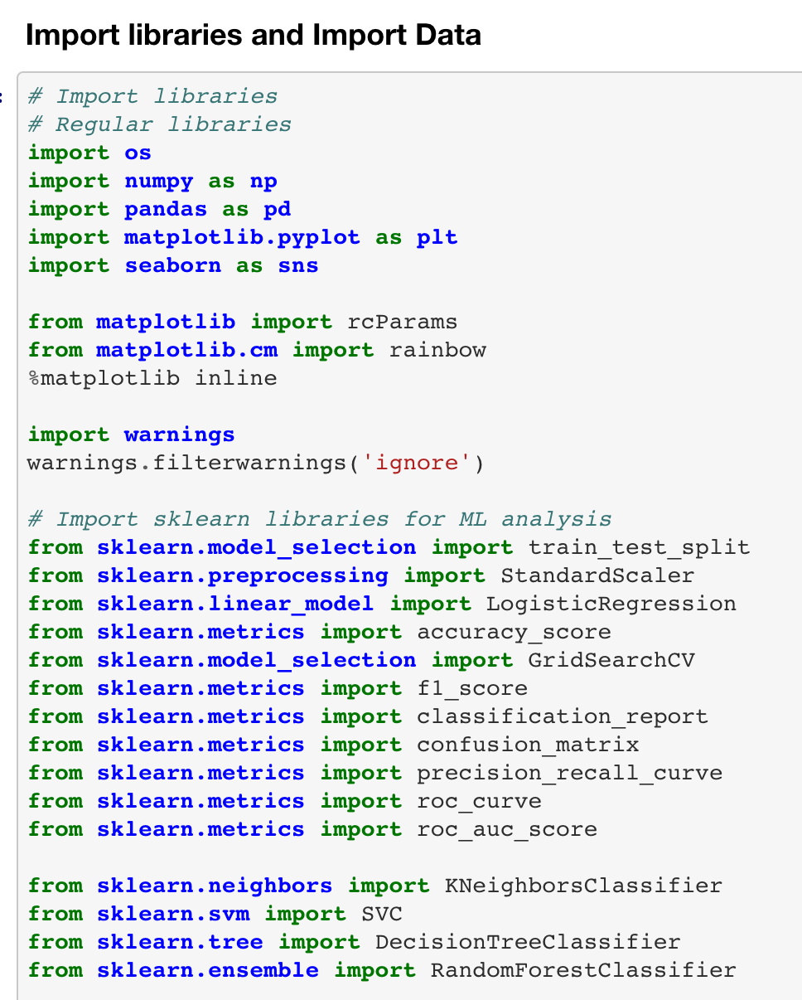 Import libraries and Import Data
:
# Import libraries
# Regular libraries
import os
import numpy as np
import pandas as pd
import matplotlib.pyplot as plt
import seaborn as sns
from matplotlib import rcParams
from matplotlib.cm import rainbow
%matplotlib inline
import warnings
warnings.filterwarnings('ignore')
# Import sklearn libraries for ML analysis
from sklearn.model_selection import train_test_split
from sklearn.preprocessing import StandardScaler
from sklearn.linear_model import LogisticRegression
from sklearn.metrics import accuracy_score
from sklearn.model_selection import GridSearchCV
from sklearn.metrics import f1_score
from sklearn.metrics import classification_report
from sklearn.metrics import confusion_matrix
from sklearn.metrics import precision_recall_curve
from sklearn.metrics import roc_curve
from sklearn.metrics import roc_auc_score
from sklearn.neighbors import KNeighborsClassifier
from sklearn.svm import SVC
from sklearn.tree import DecisionTreeClassifier
from sklearn.ensemble import RandomForestClassifier